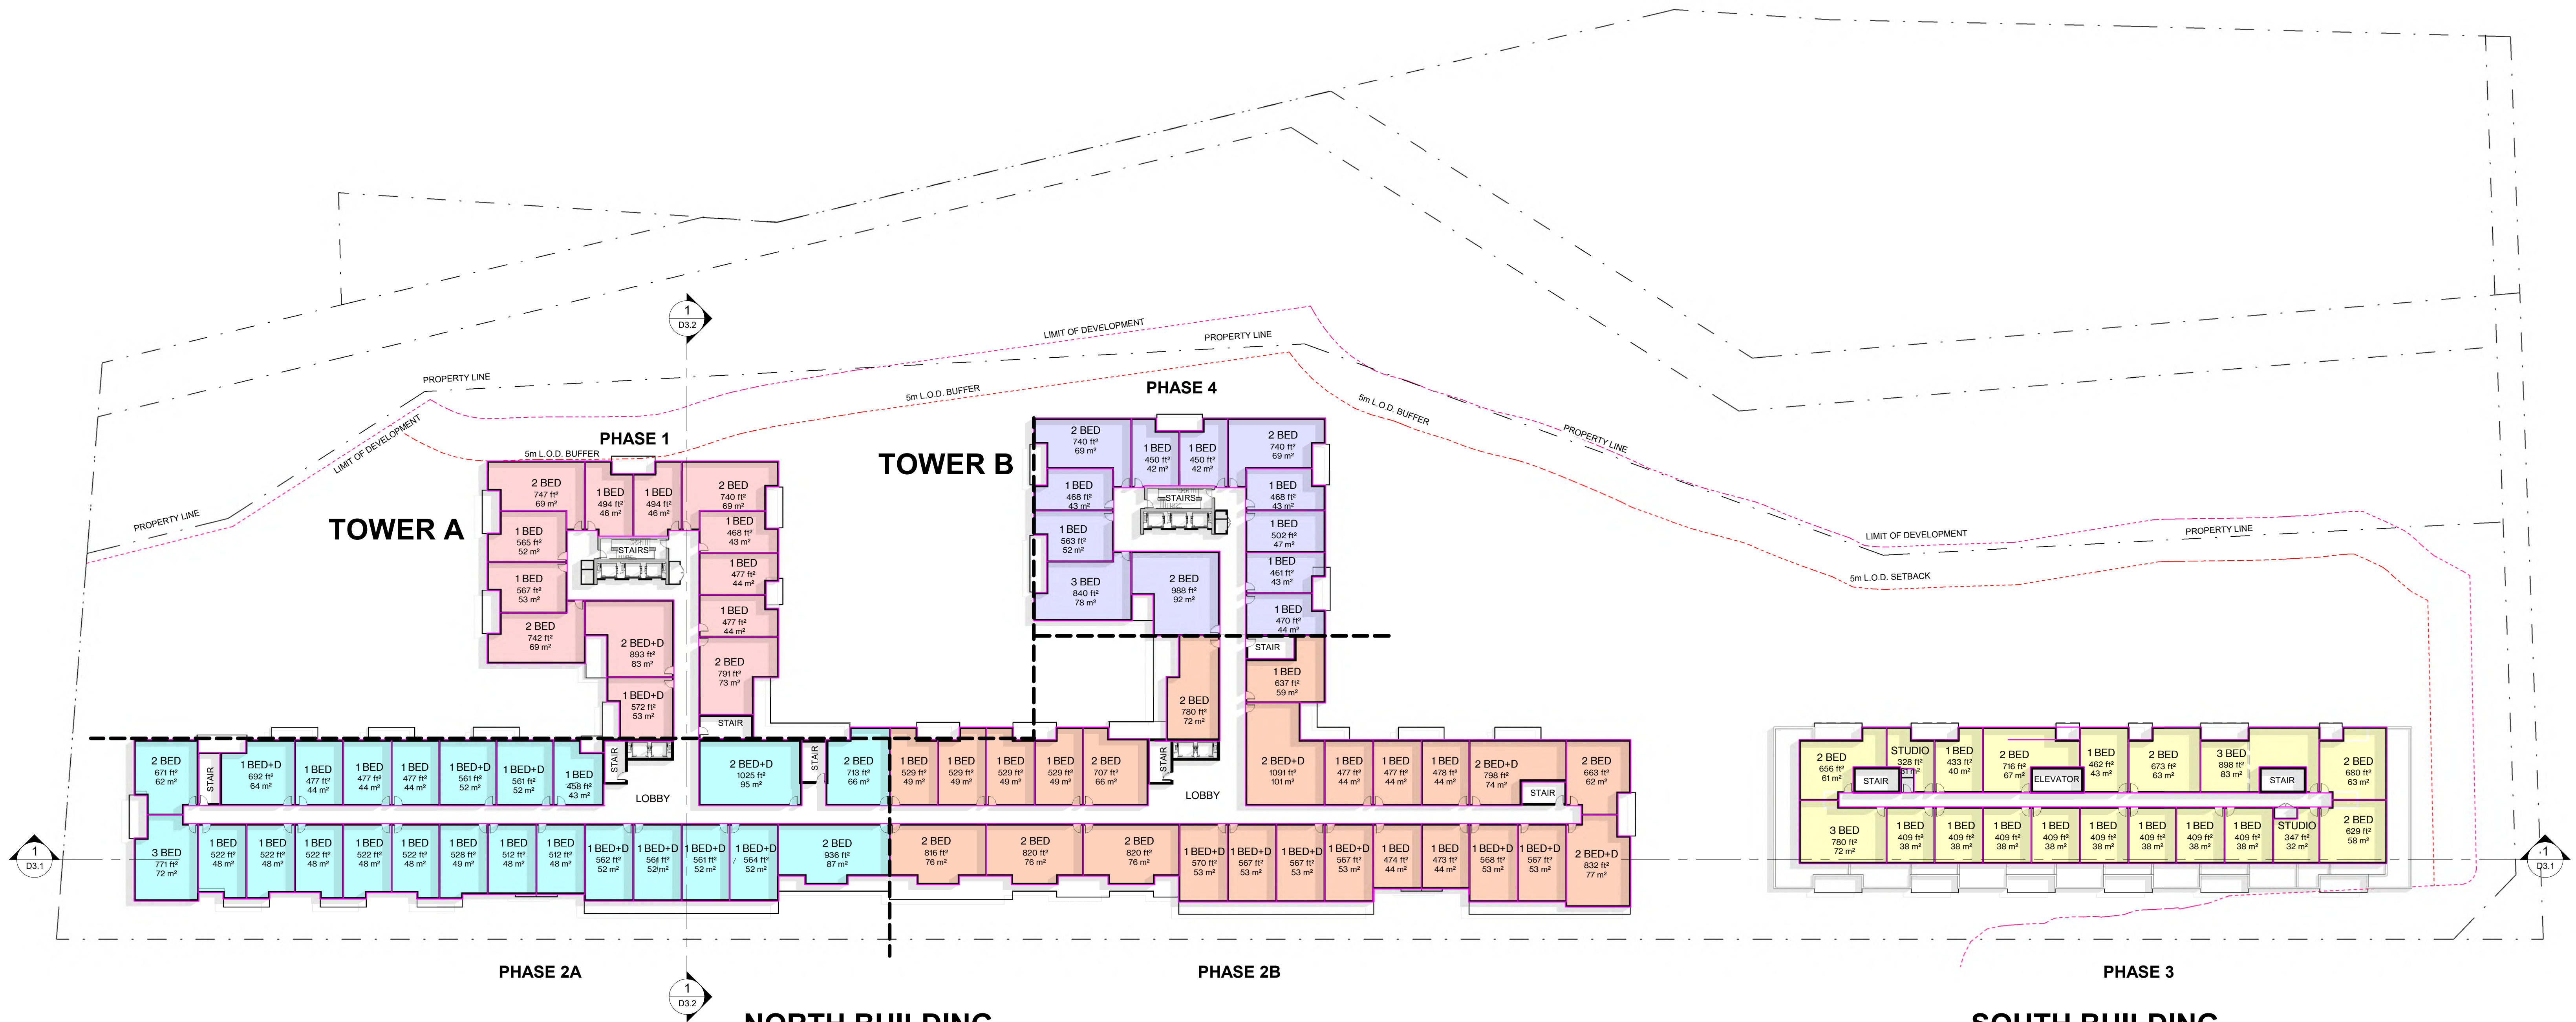 1
D3.2
LIMIT OF DEVELOPMENT
PROPERTY LINE
PROPERTY LINE
5m L.O.D. BUFFER
PHASE 4
5m L.O.D. BUFFER
PROPERTY LINE
LIMIT OF DEVELOPMENT
PHASE 1
5m L.O.D. BUFFER
TOWER B
TOWER A
PROPERTY LINE
LIMIT OF DEVELOPMENT
PROPERTY LINE
5m L.O.D. SETBACK
2 BED
747 ft²
69 m²
1 BED
494 ft²
46 m²
1 BED
494 ft²
46 m²
2 BED
740 ft²
69 m²
1 BED
565 ft²
52 m²
1 BED
468 ft²
43 m²
STAIRS
1 BED
567 ft²
53 m²
1 BED
477 ft²
44 m²
1 BED
477 ft²
44 m²
2 BED
742 ft²
69 m²
2 BED+D
893 ft²
83 m²
2 BED
791 ft²
73 m²
1 BED+D
572 ft²
53 m²
STAIR
2 BED
740 ft²
69 m²
1 BED
450 ft²
42 m²
1 BED
450 ft²
42 m²
2 BED
740 ft²
69 m²
1 BED
468 ft²
43 m²
STAIRS
1 BED
468 ft²
43 m²
1 BED
563 ft²
52 m²
1 BED
502 ft²
47 m²
3 BED
840 ft²
78 m²
2 BED
988 ft²
92 m²
1 BED
461 ft²
43 m²
1 BED
470 ft²
44 m²
STAIR
1 BED
637 ft²
59 m²
2 BED
780 ft²
72 m²
2 BED
671 ft²
62 m²
STAIR
1 BED+D
692 ft²
64 m²
1 BED
477 ft²
44 m²
1 BED
477 ft²
44 m²
1 BED
477 ft²
44 m²
1 BED+D
561 ft²
52 m²
1 BED+D
561 ft²
52 m²
1 BED
458 ft²
43 m²
STAIR
LOBBY
2 BED+D
1025 ft²
95 m²
STAIR
2 BED
713 ft²
66 m²
1 BED
529 ft²
49 m²
1 BED
529 ft²
49 m²
1 BED
529 ft²
49 m²
1 BED
529 ft²
49 m²
2 BED
707 ft²
66 m²
STAIR
LOBBY
2 BED+D
1091 ft²
101 m²
1 BED
477 ft²
44 m²
1 BED
477 ft²
44 m²
1 BED
478 ft²
44 m²
2 BED+D
798 ft²
74 m²
STAIR
2 BED
663 ft²
62 m²
2 BED
656 ft²
61 m²
STAIR
STUDIO
328 ft²
31 m²
1 BED
433 ft²
40 m²
2 BED
716 ft²
67 m²
ELEVATOR
1 BED
462 ft²
43 m²
2 BED
673 ft²
63 m²
3 BED
898 ft²
83 m²
STAIR
2 BED
680 ft²
63 m²
1
D3.1
3 BED
771 ft²
72 m²
1 BED
522 ft²
48 m²
1 BED
522 ft²
48 m²
1 BED
522 ft²
48 m²
1 BED
522 ft²
48 m²
1 BED
522 ft²
48 m²
1 BED
528 ft²
49 m²
1 BED
512 ft²
48 m²
1 BED
512 ft²
48 m²
1 BED+D
562 ft²
52 m²
1 BED+D
561 ft²
52 m²
1 BED+D
561 ft²
52 m²
1 BED+D
564 ft²
52 m²
2 BED
936 ft²
87 m²
2 BED
816 ft²
76 m²
2 BED
820 ft²
76 m²
2 BED
820 ft²
76 m²
1 BED+D
570 ft²
53 m²
1 BED+D
567 ft²
53 m²
1 BED+D
567 ft²
53 m²
1 BED+D
567 ft²
53 m²
1 BED
474 ft²
44 m²
1 BED
473 ft²
44 m²
1 BED+D
568 ft²
53 m²
1 BED+D
567 ft²
53 m²
2 BED+D
832 ft²
77 m²
3 BED
780 ft²
72 m²
1 BED
409 ft²
38 m²
1 BED
409 ft²
38 m²
1 BED
409 ft²
38 m²
1 BED
409 ft²
38 m²
1 BED
409 ft²
38 m²
1 BED
409 ft²
38 m²
1 BED
409 ft²
38 m²
1 BED
409 ft²
38 m²
STUDIO
347 ft²
32 m²
2 BED
629 ft²
58 m²
1
D3.1
PHASE 2A
PHASE 2B
PHASE 3
1
D3.2
NORTH BUILDING
SOUTH BUILDING